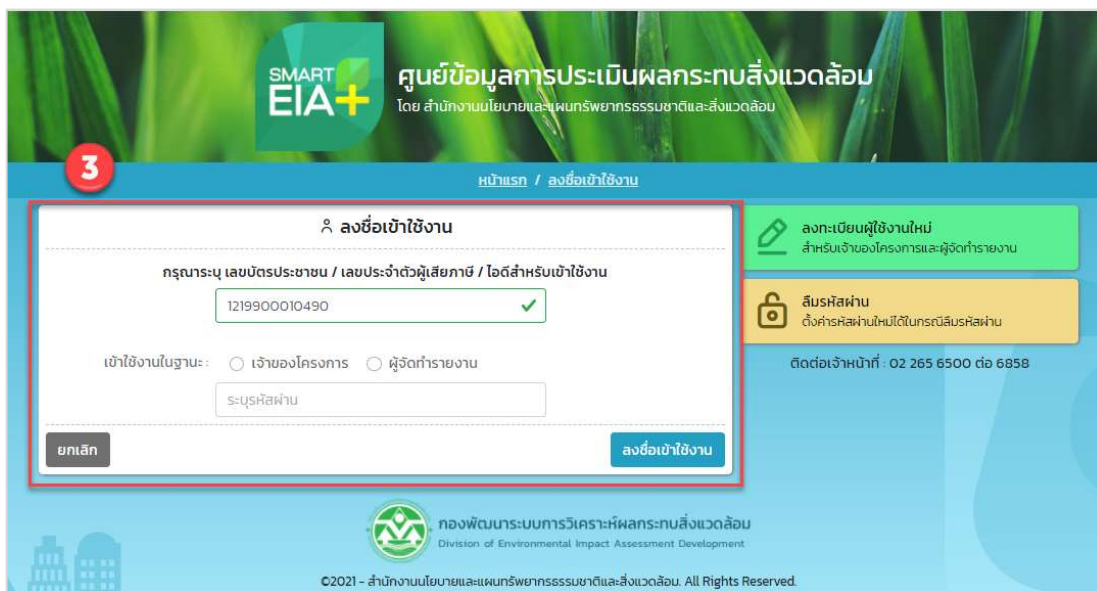 SMART
EIA+
ศูนย์ข้อมูลการประเมินผลกระทบสิ่งแวดล้อม
โดย สำนักงานนโยบายและแผนทรัพยากรธรรมชาติและสิ่งแวดล้อม
3
หน้าแรก / ลงชื่อเข้าใช้งาน
ลงชื่อเข้าใช้งาน
กรุณาระบุ เลขบัตรประชาชน / เลขประจำตัวผู้เสียภาษี / ไอดีสำหรับเข้าใช้งาน
1219900010490
เข้าใช้งานในฐานะ : เจ้าของโครงการ ผู้จัดทำรายงาน
ระบุรหัสผ่าน
ยกเลิก ลงชื่อเข้าใช้งาน
ลงทะเบียนผู้ใช้งานใหม่
สำหรับเจ้าของโครงการและผู้จัดทำรายงาน
ลืมรหัสผ่าน
ตั้งค่ารหัสผ่านใหม่ได้ในกรณีลืมรหัสผ่าน
ติดต่อเจ้าหน้าที่ : 02 265 6500 ต่อ 6858
กองพัฒนาระบบการวิเคราะห์ผลกระทบสิ่งแวดล้อม
Division of Environmental Impact Assessment Development
©2021 - สำนักงานนโยบายและแผนทรัพยากรธรรมชาติและสิ่งแวดล้อม. All Rights Reserved.